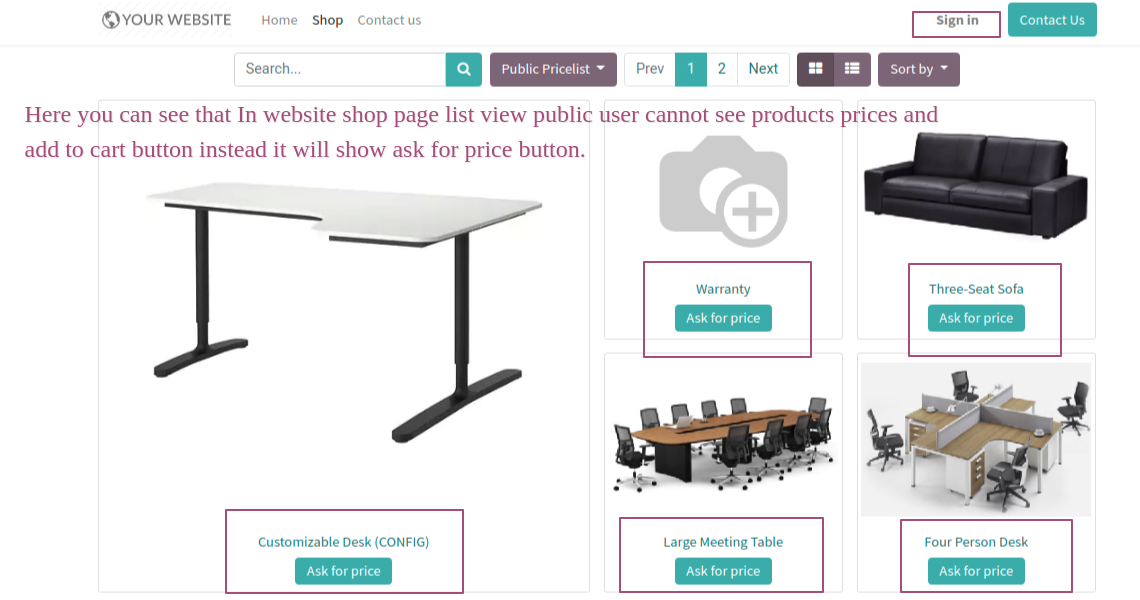 YOUR WEBSITE Home Shop Contact us Sign in Contact Us
Search... Public Pricelist Prev 1 2 Next Sort by
Here you can see that In website shop page list view public user cannot see products prices and
add to cart button instead it will show ask for price button.
Warranty
Ask for price
Three-Seat Sofa
Ask for price
Customizable Desk (CONFIG)
Ask for price
Large Meeting Table
Ask for price
Four Person Desk
Ask for price